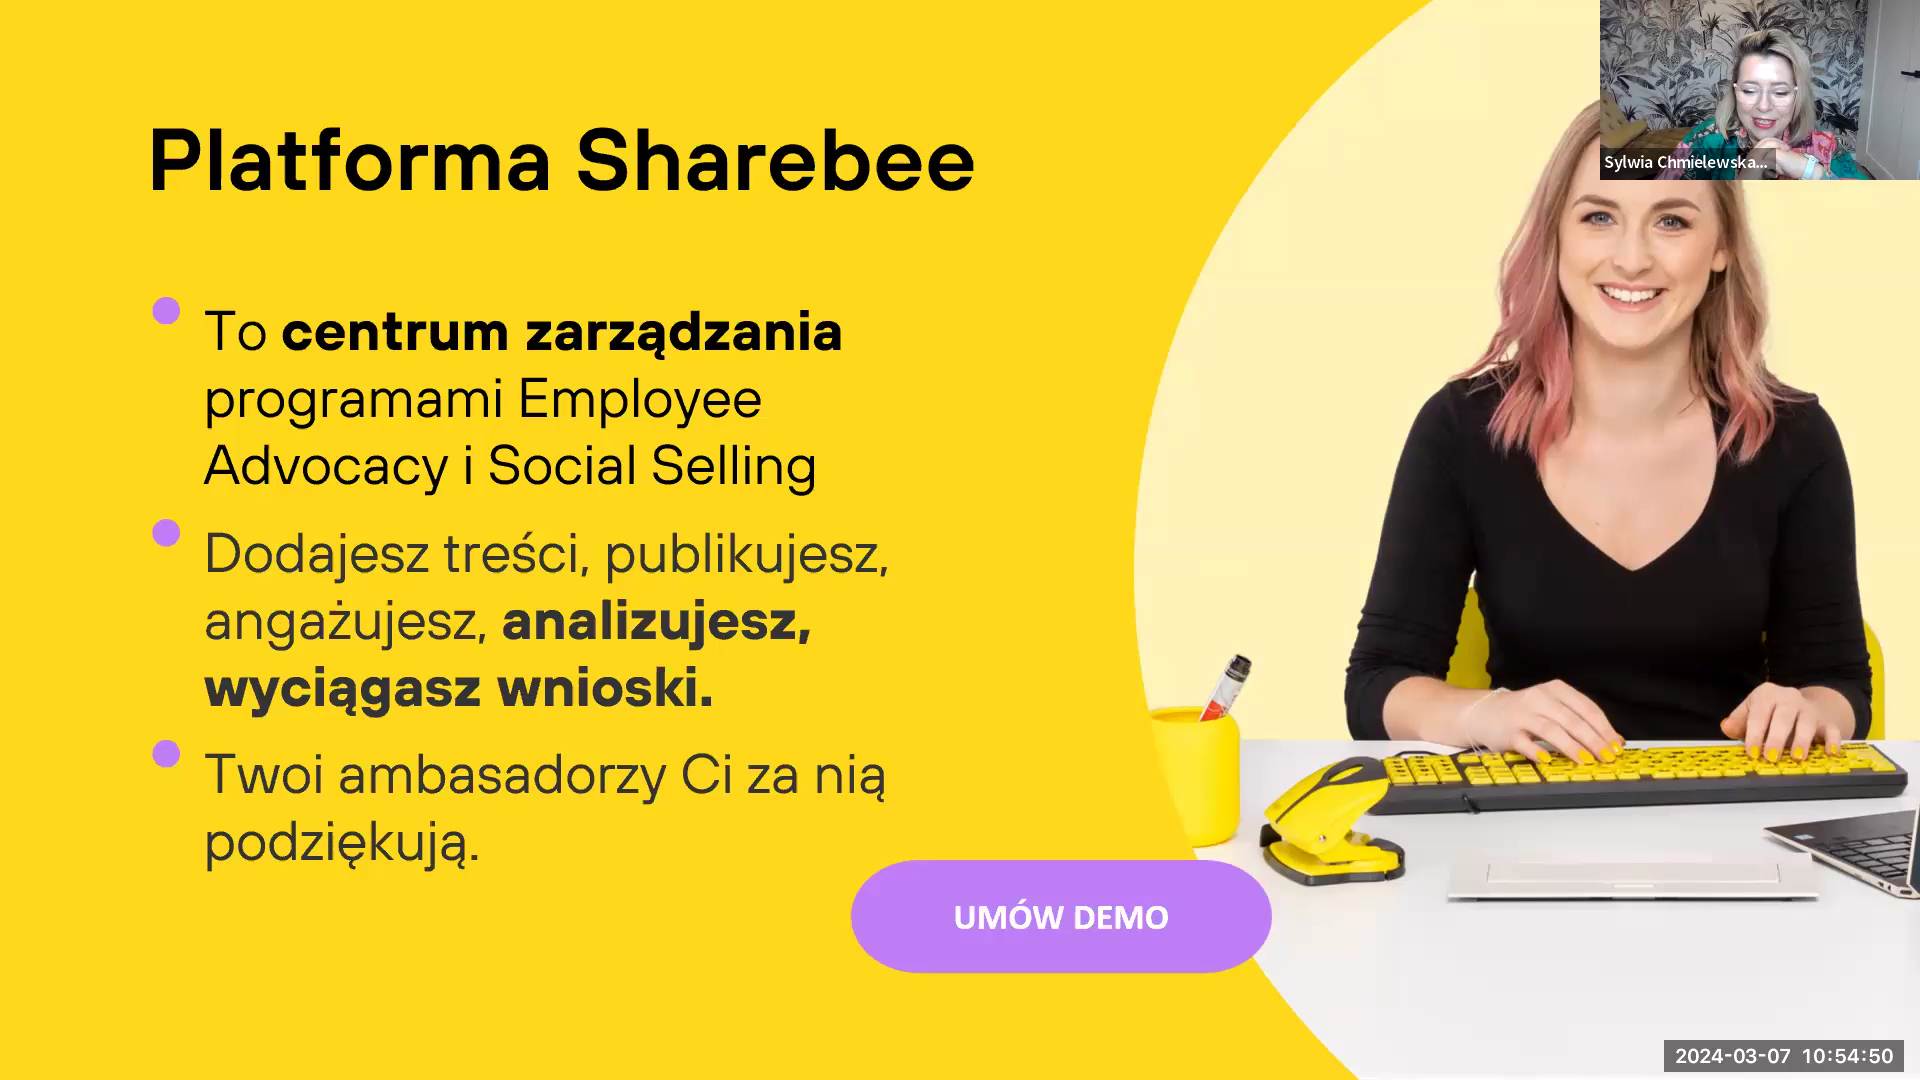 Platforma Sharebee
Sylwia Chmielewska...
To centrum zarządzania
programami Employee
Advocacy i Social Selling
Dodajesz treści, publikujesz,
angażujesz, analizujesz,
wyciągasz wnioski.
Twoi ambasadorzy Ci za nią
podziękują.
UMÓW DEMO
2024-03-07 10:54:50